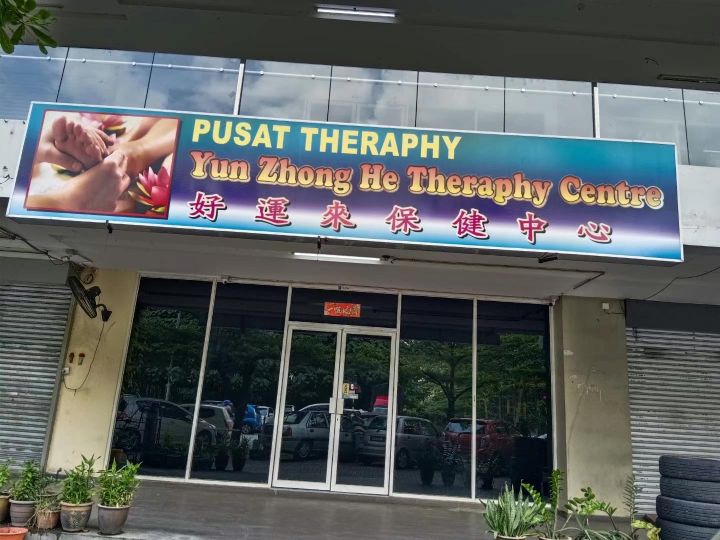 PUSAT THERAPHY
Yun Zhong He Theraphy Centre
好運來保健中心